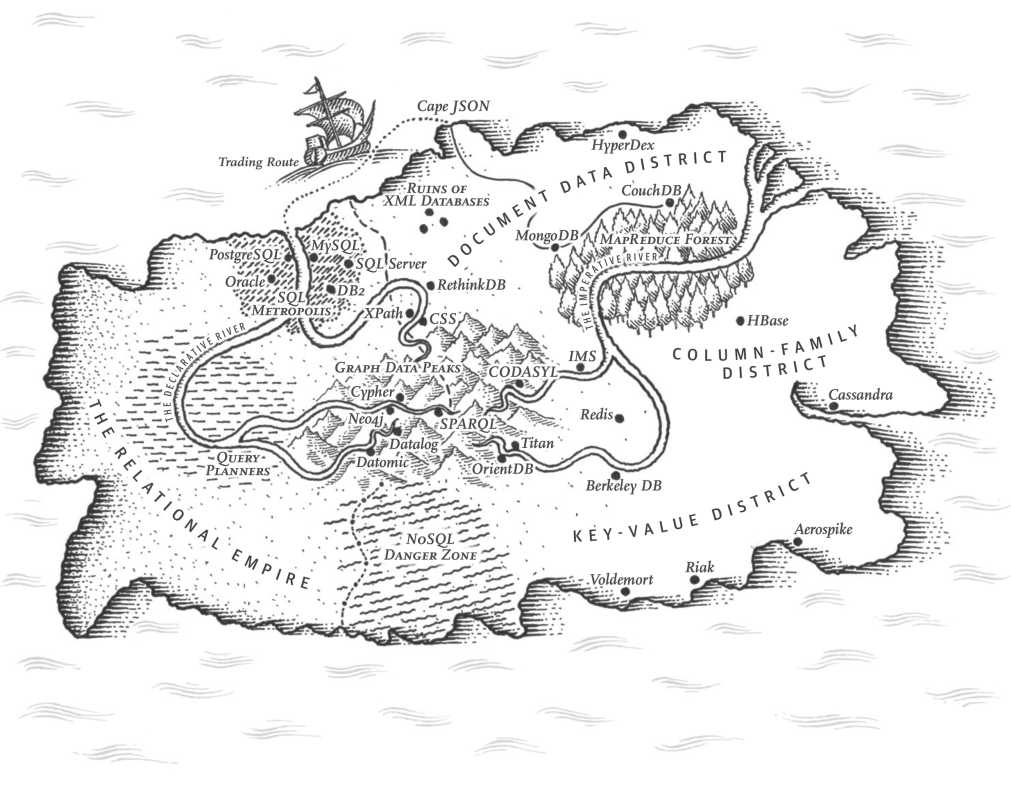 Cape JSON
Trading Route
HyperDex
DOCUMENT DATA DISTRICT
RUINS OF
XML DATABASES
CouchDB
MongoDB
MAPREDUCE FOREST
THE IMPERATIVE RIVER
PostgreSQL
MySQL
SQL Server
Oracle
DB2
SQL
METROPOLIS
RethinkDB
XPath
CSS
HBase
THE DECLARATIVE RIVER
GRAPH DATA PEAKS
IMS
CODASYL
COLUMN-FAMILY
DISTRICT
Cypher
Cassandra
Neo4j
SPARQL
Redis
Datalog
Titan
Datomic
OrientDB
QUERY
PLANNERS
Berkeley DB
THE RELATIONAL EMPIRE
KEY-VALUE DISTRICT
NOSQL
DANGER ZONE
Aerospike
Voldemort
Riak